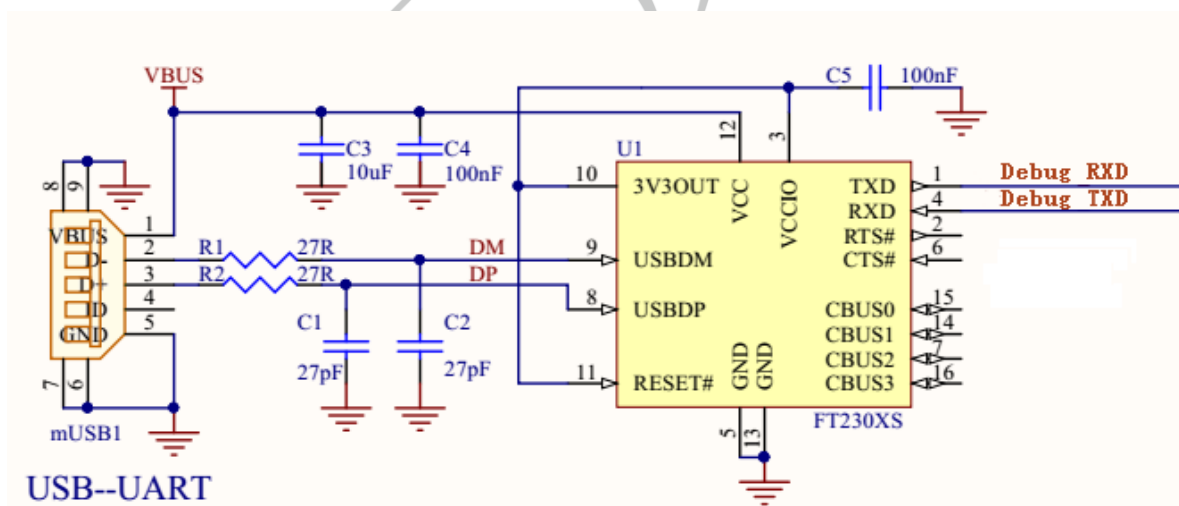 VBUS
C5 100nF
12
3
C3
10uF
C4
100nF
U1
8
9
10
3V3OUT
VCC
VCCIO
TXD
1
Debug RXD
RXD
4
Debug TXD
VBUS
1
RTS#
2
D-
2
R1
27R
DM
9
USBDM
CTS#
6
D+
3
R2
27R
DP
ID
4
8
USBDP
CBUS0
15
GND
5
C1
27pF
C2
27pF
CBUS1
14
CBUS2
7
11
RESET#
GND
GND
CBUS3
16
7
6
mUSB1
5
13
FT230XS
USB--UART